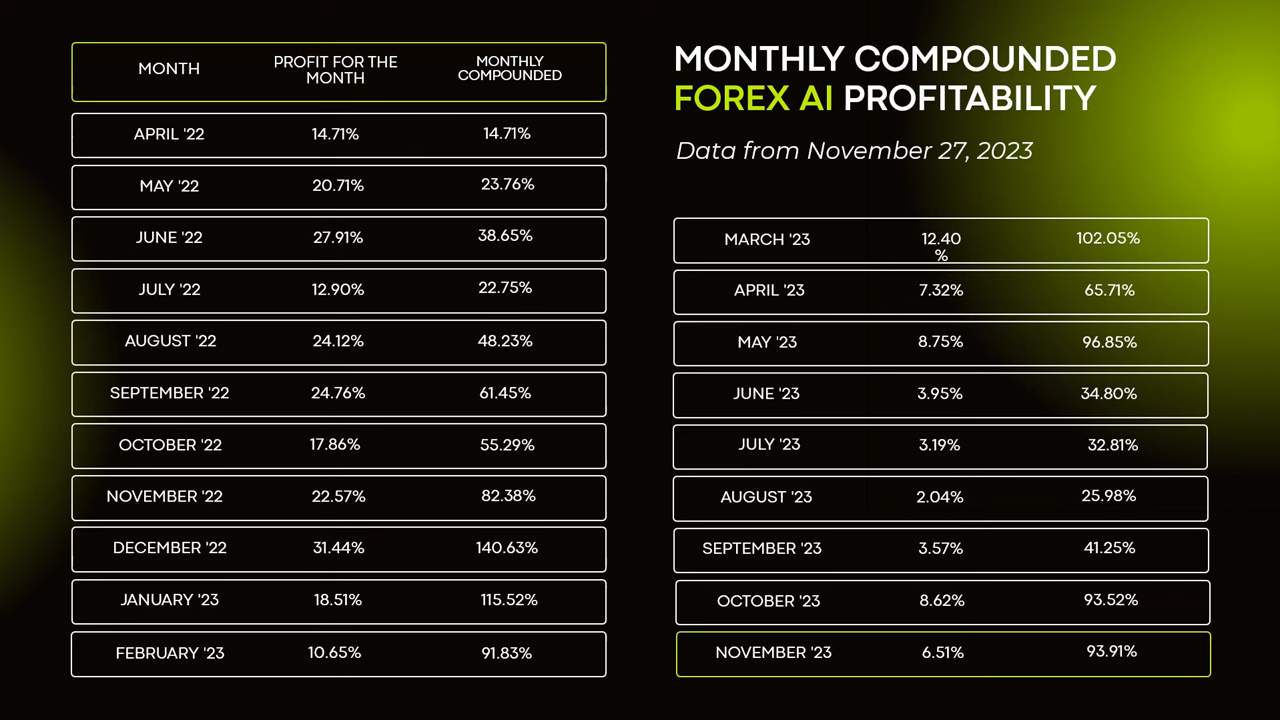 MONTH PROFIT FOR THE MONTH MONTHLY COMPOUNDED
APRIL '22 14.71% 14.71%
MAY '22 20.71% 23.76%
JUNE '22 27.91% 38.65%
JULY '22 12.90% 22.75%
AUGUST '22 24.12% 48.23%
SEPTEMBER '22 24.76% 61.45%
OCTOBER '22 17.86% 55.29%
NOVEMBER '22 22.57% 82.38%
DECEMBER '22 31.44% 140.63%
JANUARY '23 18.51% 115.52%
FEBRUARY '23 10.65% 91.83%
MONTHLY COMPOUNDED
FOREX AI PROFITABILITY
Data from November 27, 2023
MARCH '23 12.40 % 102.05%
APRIL '23 7.32% 65.71%
MAY '23 8.75% 96.85%
JUNE '23 3.95% 34.80%
JULY '23 3.19% 32.81%
AUGUST '23 2.04% 25.98%
SEPTEMBER '23 3.57% 41.25%
OCTOBER '23 8.62% 93.52%
NOVEMBER '23 6.51% 93.91%